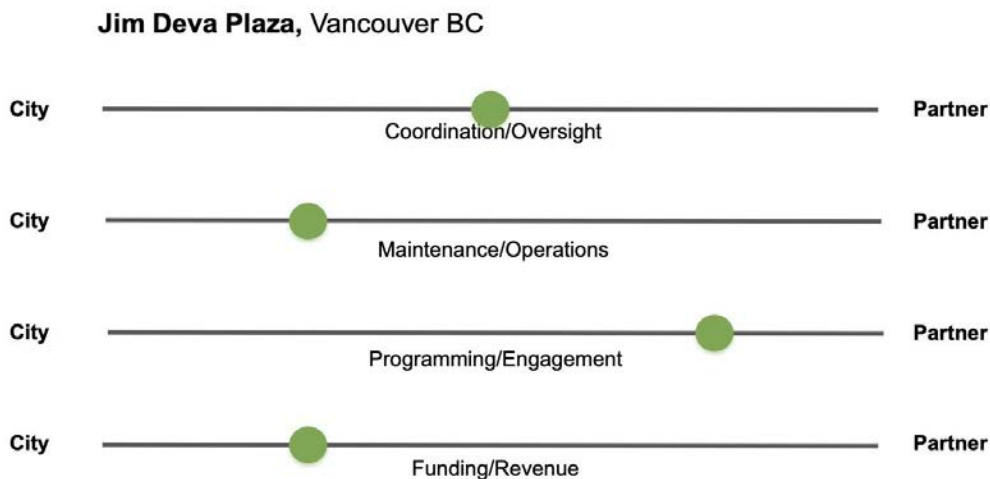 Jim Deva Plaza, Vancouver BC
City Partner
Coordination/Oversight
City Partner
Maintenance/Operations
City Partner
Programming/Engagement
City Partner
Funding/Revenue